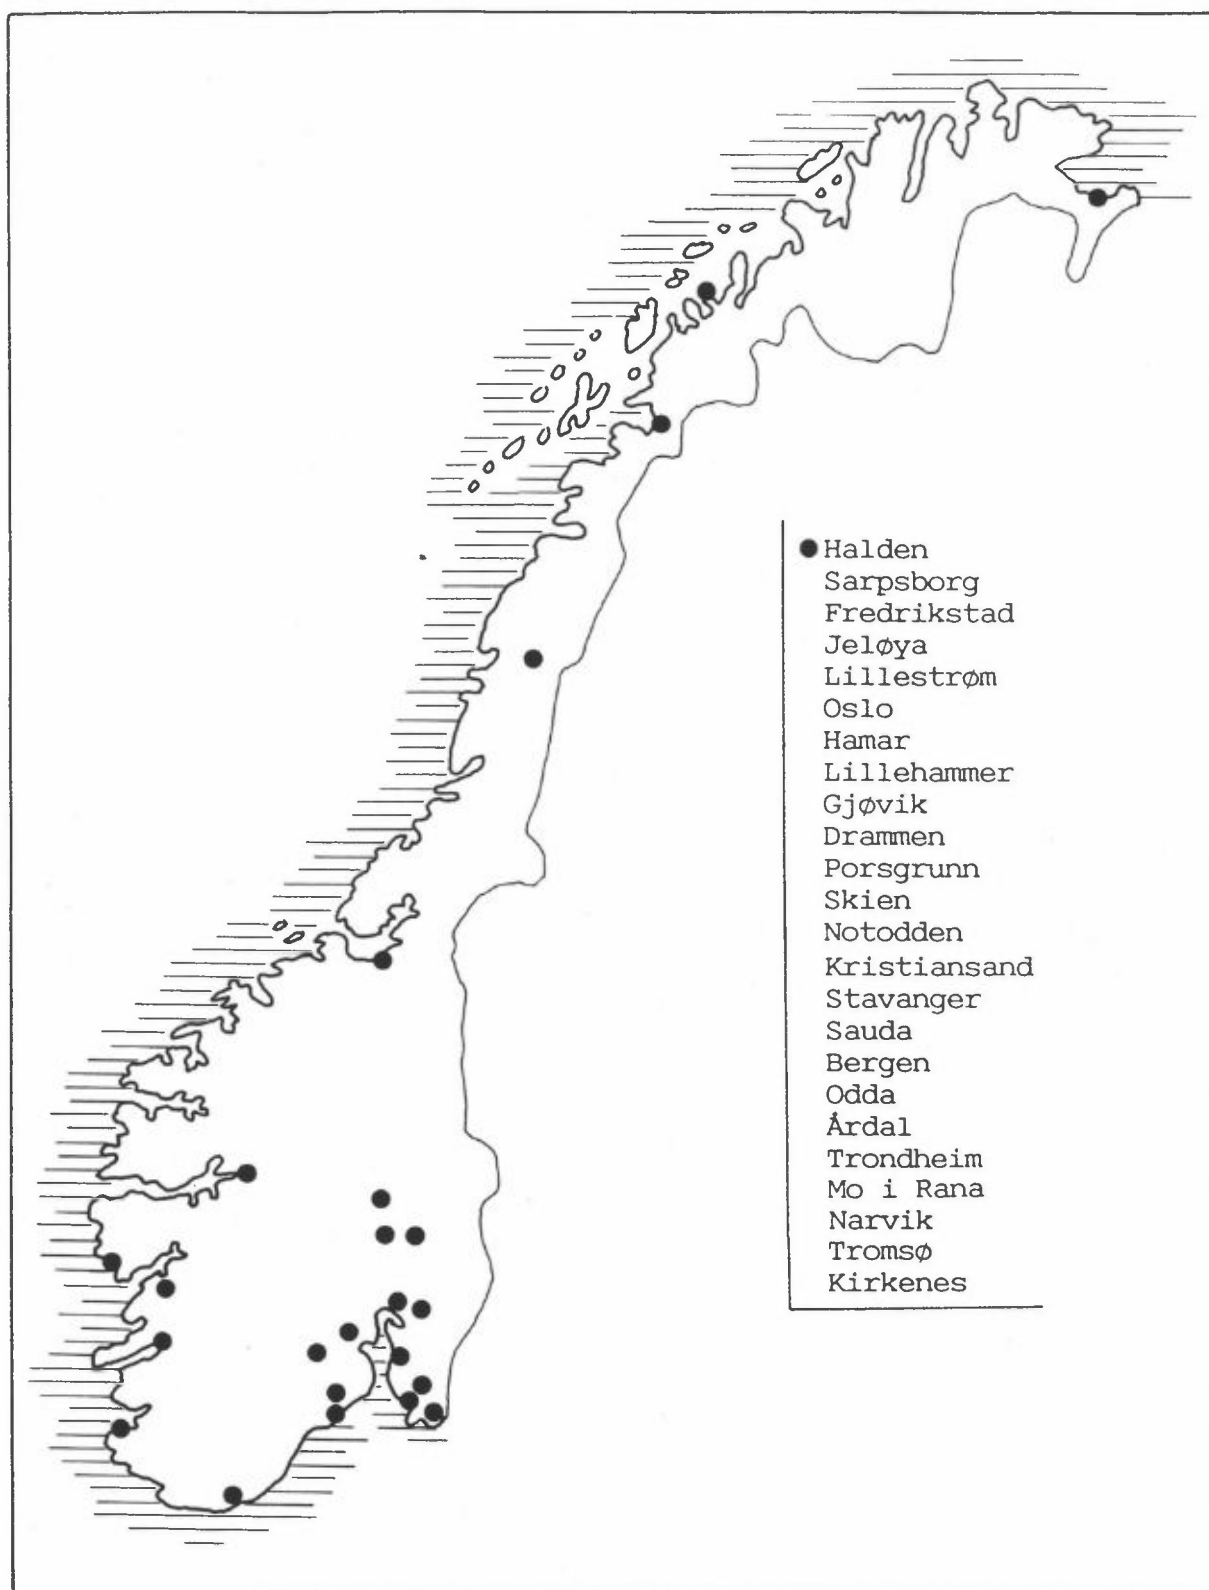 Halden
Sarpsborg
Fredrikstad
Jeløya
Lillestrøm
Oslo
Hamar
Lillehammer
Gjøvik
Drammen
Porsgrunn
Skien
Notodden
Kristiansand
Stavanger
Sauda
Bergen
Odda
Årdal
Trondheim
Mo i Rana
Narvik
Tromsø
Kirkenes